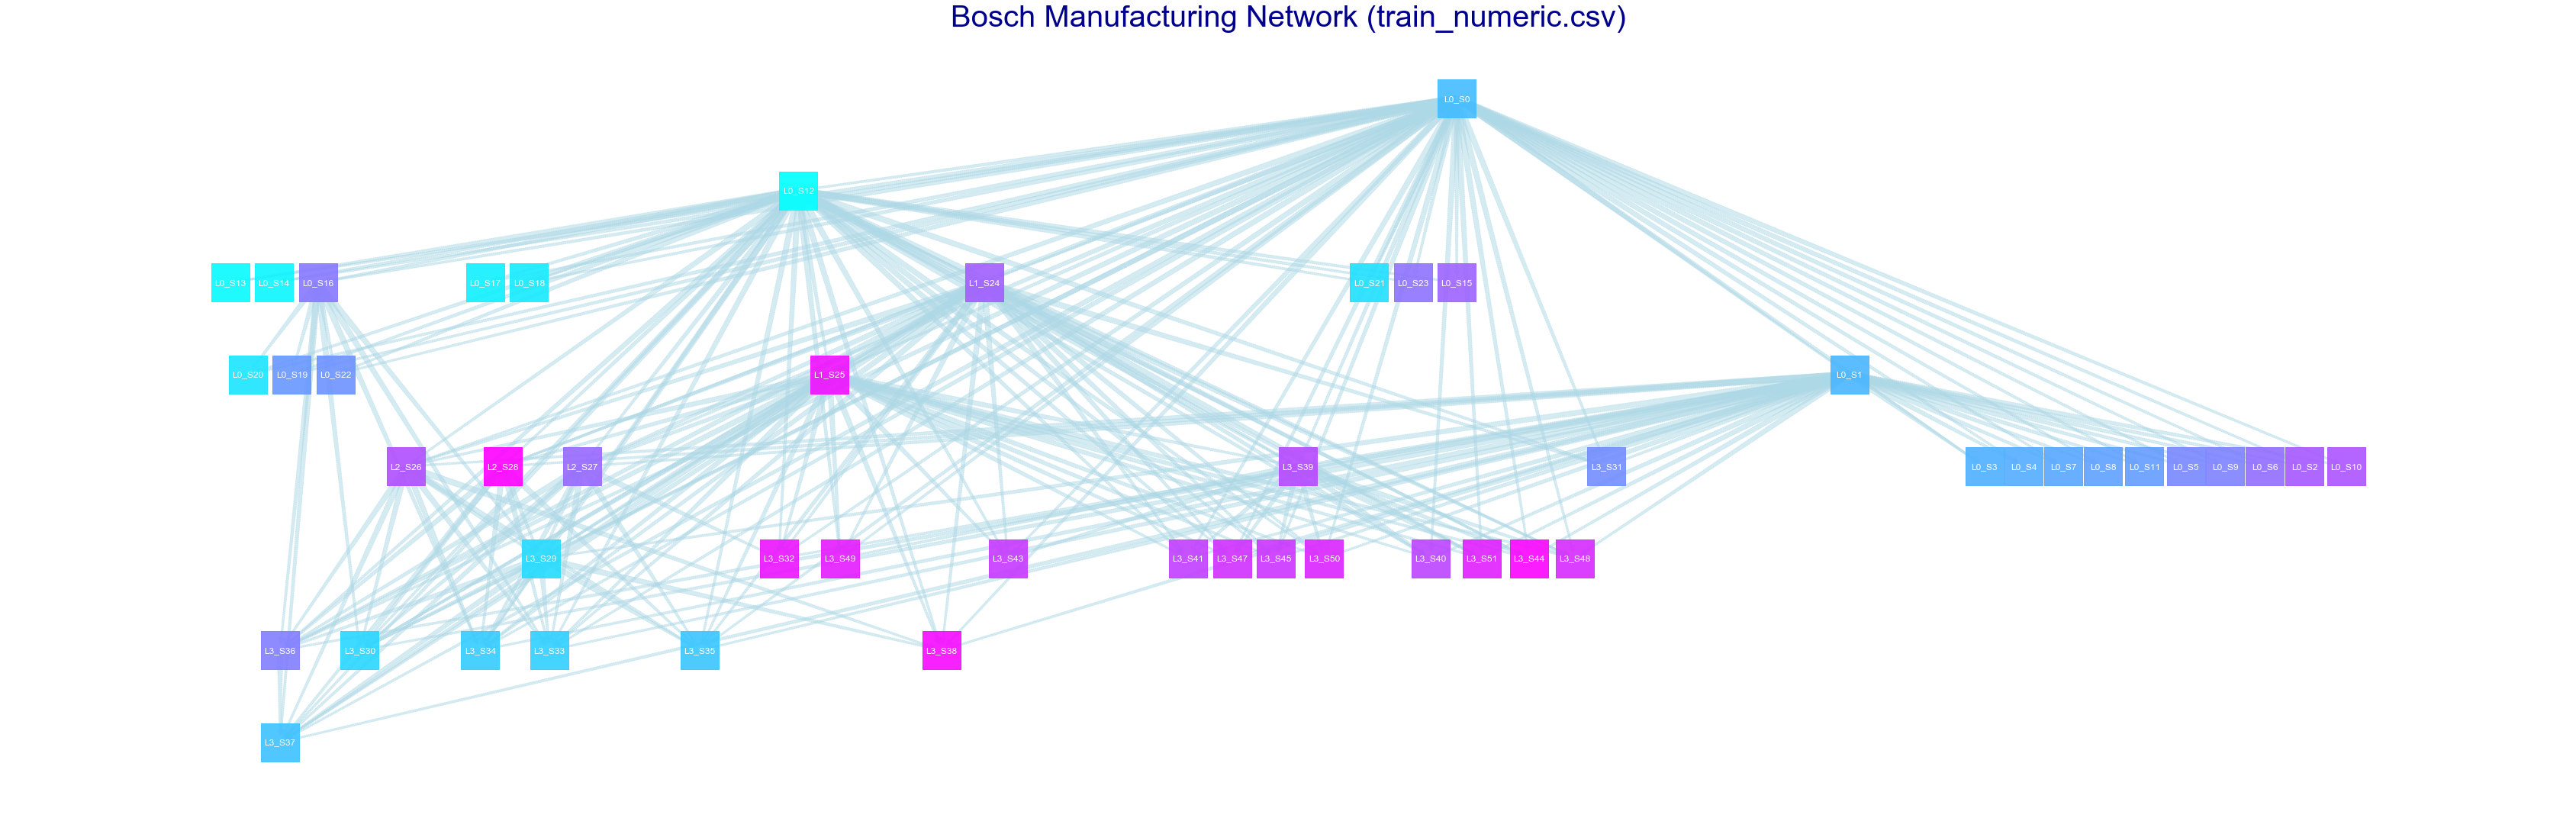 Bosch Manufacturing Network (train_numeric.csv)
L0_S0
L0_S12
L0_S13 L0_S14 L0_S16 L0_S17 L0_S18 L1_S24 L0_S21 L0_S23 L0_S15
L0_S20 L0_S19 L0_S22 L1_S25 L0_S1
L2_S26 L2_S28 L2_S27 L3_S39 L3_S31 L0_S3 L0_S4 L0_S7 L0_S8 L0_S11 L0_S5 L0_S9 L0_S6 L0_S2 L0_S10
L3_S29 L3_S32 L3_S49 L3_S43 L3_S41 L3_S47 L3_S45 L3_S50 L3_S40 L3_S51 L3_S44 L3_S48
L3_S36 L3_S30 L3_S34 L3_S33 L3_S35 L3_S38
L3_S37